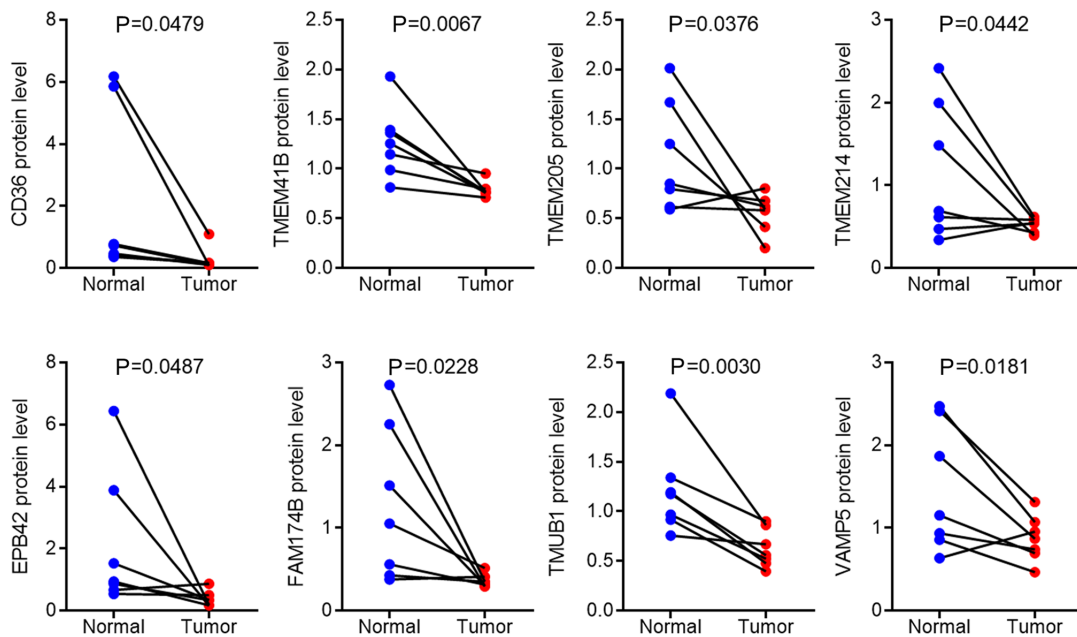 P=0.0479
CD36 protein level
8
6
4
2
0
Normal Tumor
P=0.0067
TMEM41B protein level
2.5
2.0
1.5
1.0
0.5
0.0
Normal Tumor
P=0.0376
TMEM205 protein level
2.5
2.0
1.5
1.0
0.5
0.0
Normal Tumor
P=0.0442
TMEM214 protein level
3
2
1
0
Normal Tumor
P=0.0487
EPB42 protein level
8
6
4
2
0
Normal Tumor
P=0.0228
FAM174B protein level
3
2
1
0
Normal Tumor
P=0.0030
TMUB1 protein level
2.5
2.0
1.5
1.0
0.5
0.0
Normal Tumor
P=0.0181
VAMP5 protein level
3
2
1
0
Normal Tumor